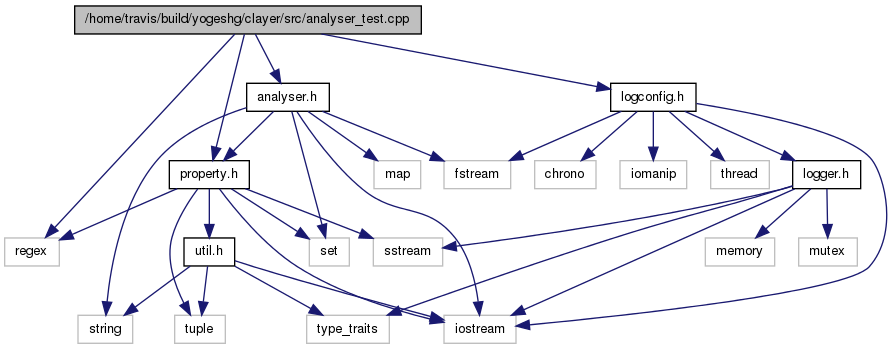 /home/travis/build/yogeshg/clayer/src/analyser_test.cpp
analyser.h
logconfig.h
property.h
map
fstream
chrono
iomanip
thread
logger.h
regex
util.h
set
sstream
memory
mutex
string
tuple
type_traits
iostream